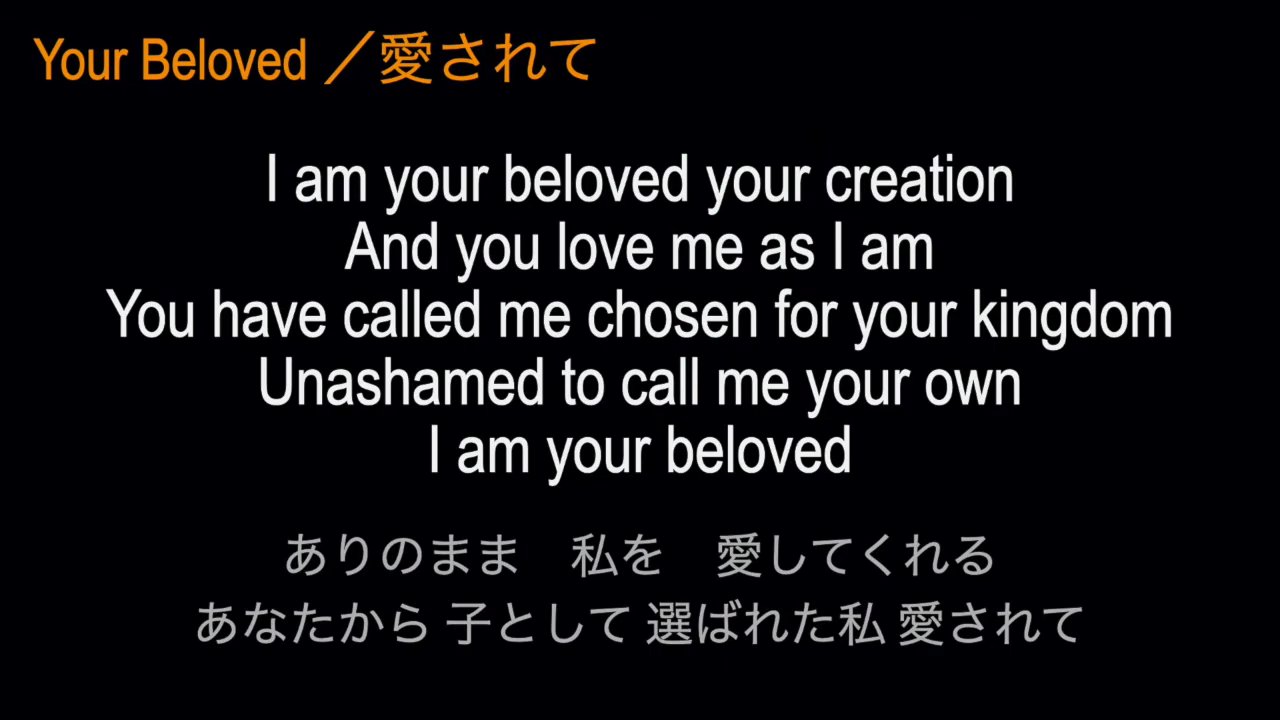 Your Beloved ／愛されて
I am your beloved your creation
And you love me as I am
You have called me chosen for your kingdom
Unashamed to call me your own
I am your beloved
ありのまま　私を　愛してくれる
あなたから 子として 選ばれた私 愛されて